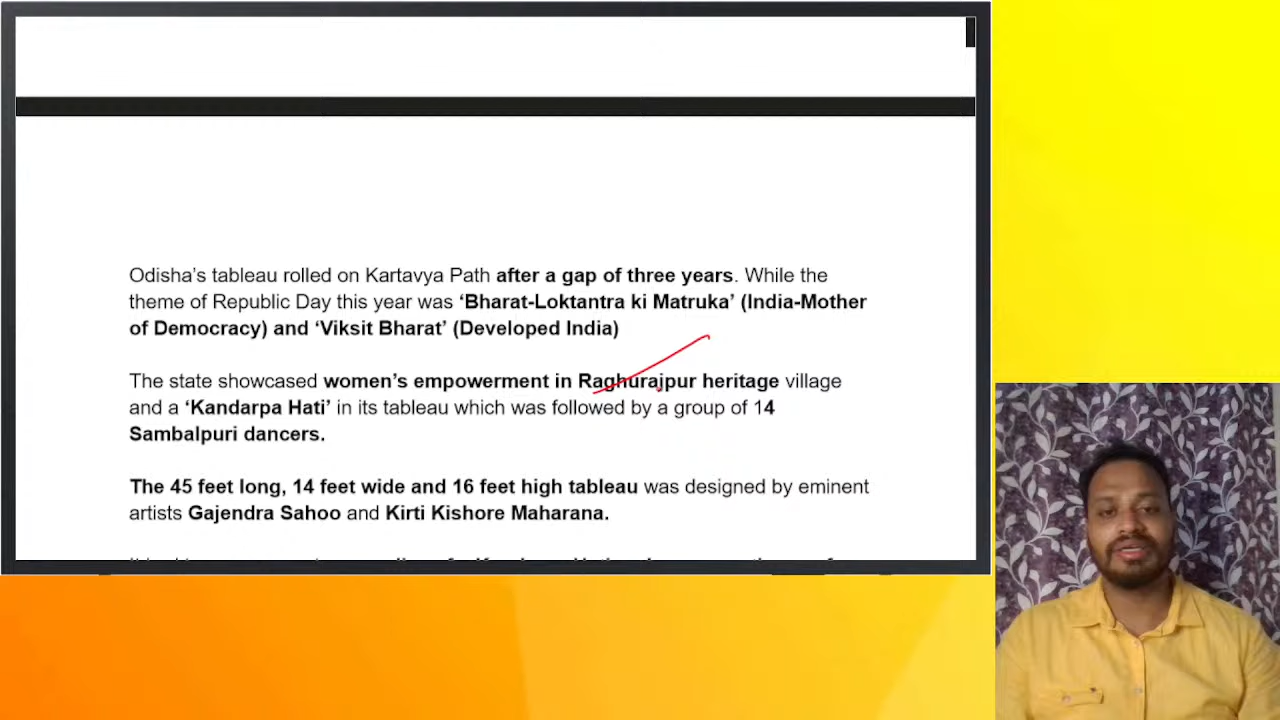 Odisha’s tableau rolled on Kartavya Path after a gap of three years. While the
theme of Republic Day this year was ‘Bharat-Loktantra ki Matruka’ (India-Mother
of Democracy) and ‘Viksit Bharat’ (Developed India)
The state showcased women’s empowerment in Raghurajpur heritage village
and a ‘Kandarpa Hati’ in its tableau which was followed by a group of 14
Sambalpuri dancers.
The 45 feet long, 14 feet wide and 16 feet high tableau was designed by eminent
artists Gajendra Sahoo and Kirti Kishore Maharana.